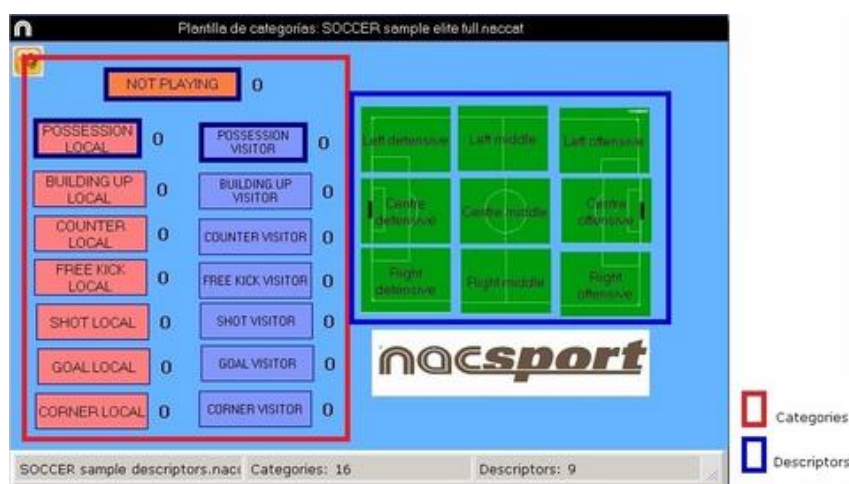 Plantilla de categorías: SOCCER sample elite full.naccat
NOT PLAYING 0
POSSESSION
LOCAL 0
POSSESSION
VISITOR 0
BUILDING UP
LOCAL 0
BUILDING UP
VISITOR 0
COUNTER
LOCAL 0
COUNTER VISITOR 0
FREE KICK
LOCAL 0
FREE KICK VISITOR 0
SHOT LOCAL 0
SHOT VISITOR 0
GOAL LOCAL 0
GOAL VISITOR 0
CORNER LOCAL 0
CORNER VISITOR 0
Left defensive
Left middle
Left offensive
Centre
defensive
Centre middle
Centre
offensive
Right
defensive
Right middle
Right
offensive
nacsport
Categories
Descriptors
SOCCER sample descriptors.nacc
Categories: 16
Descriptors: 9